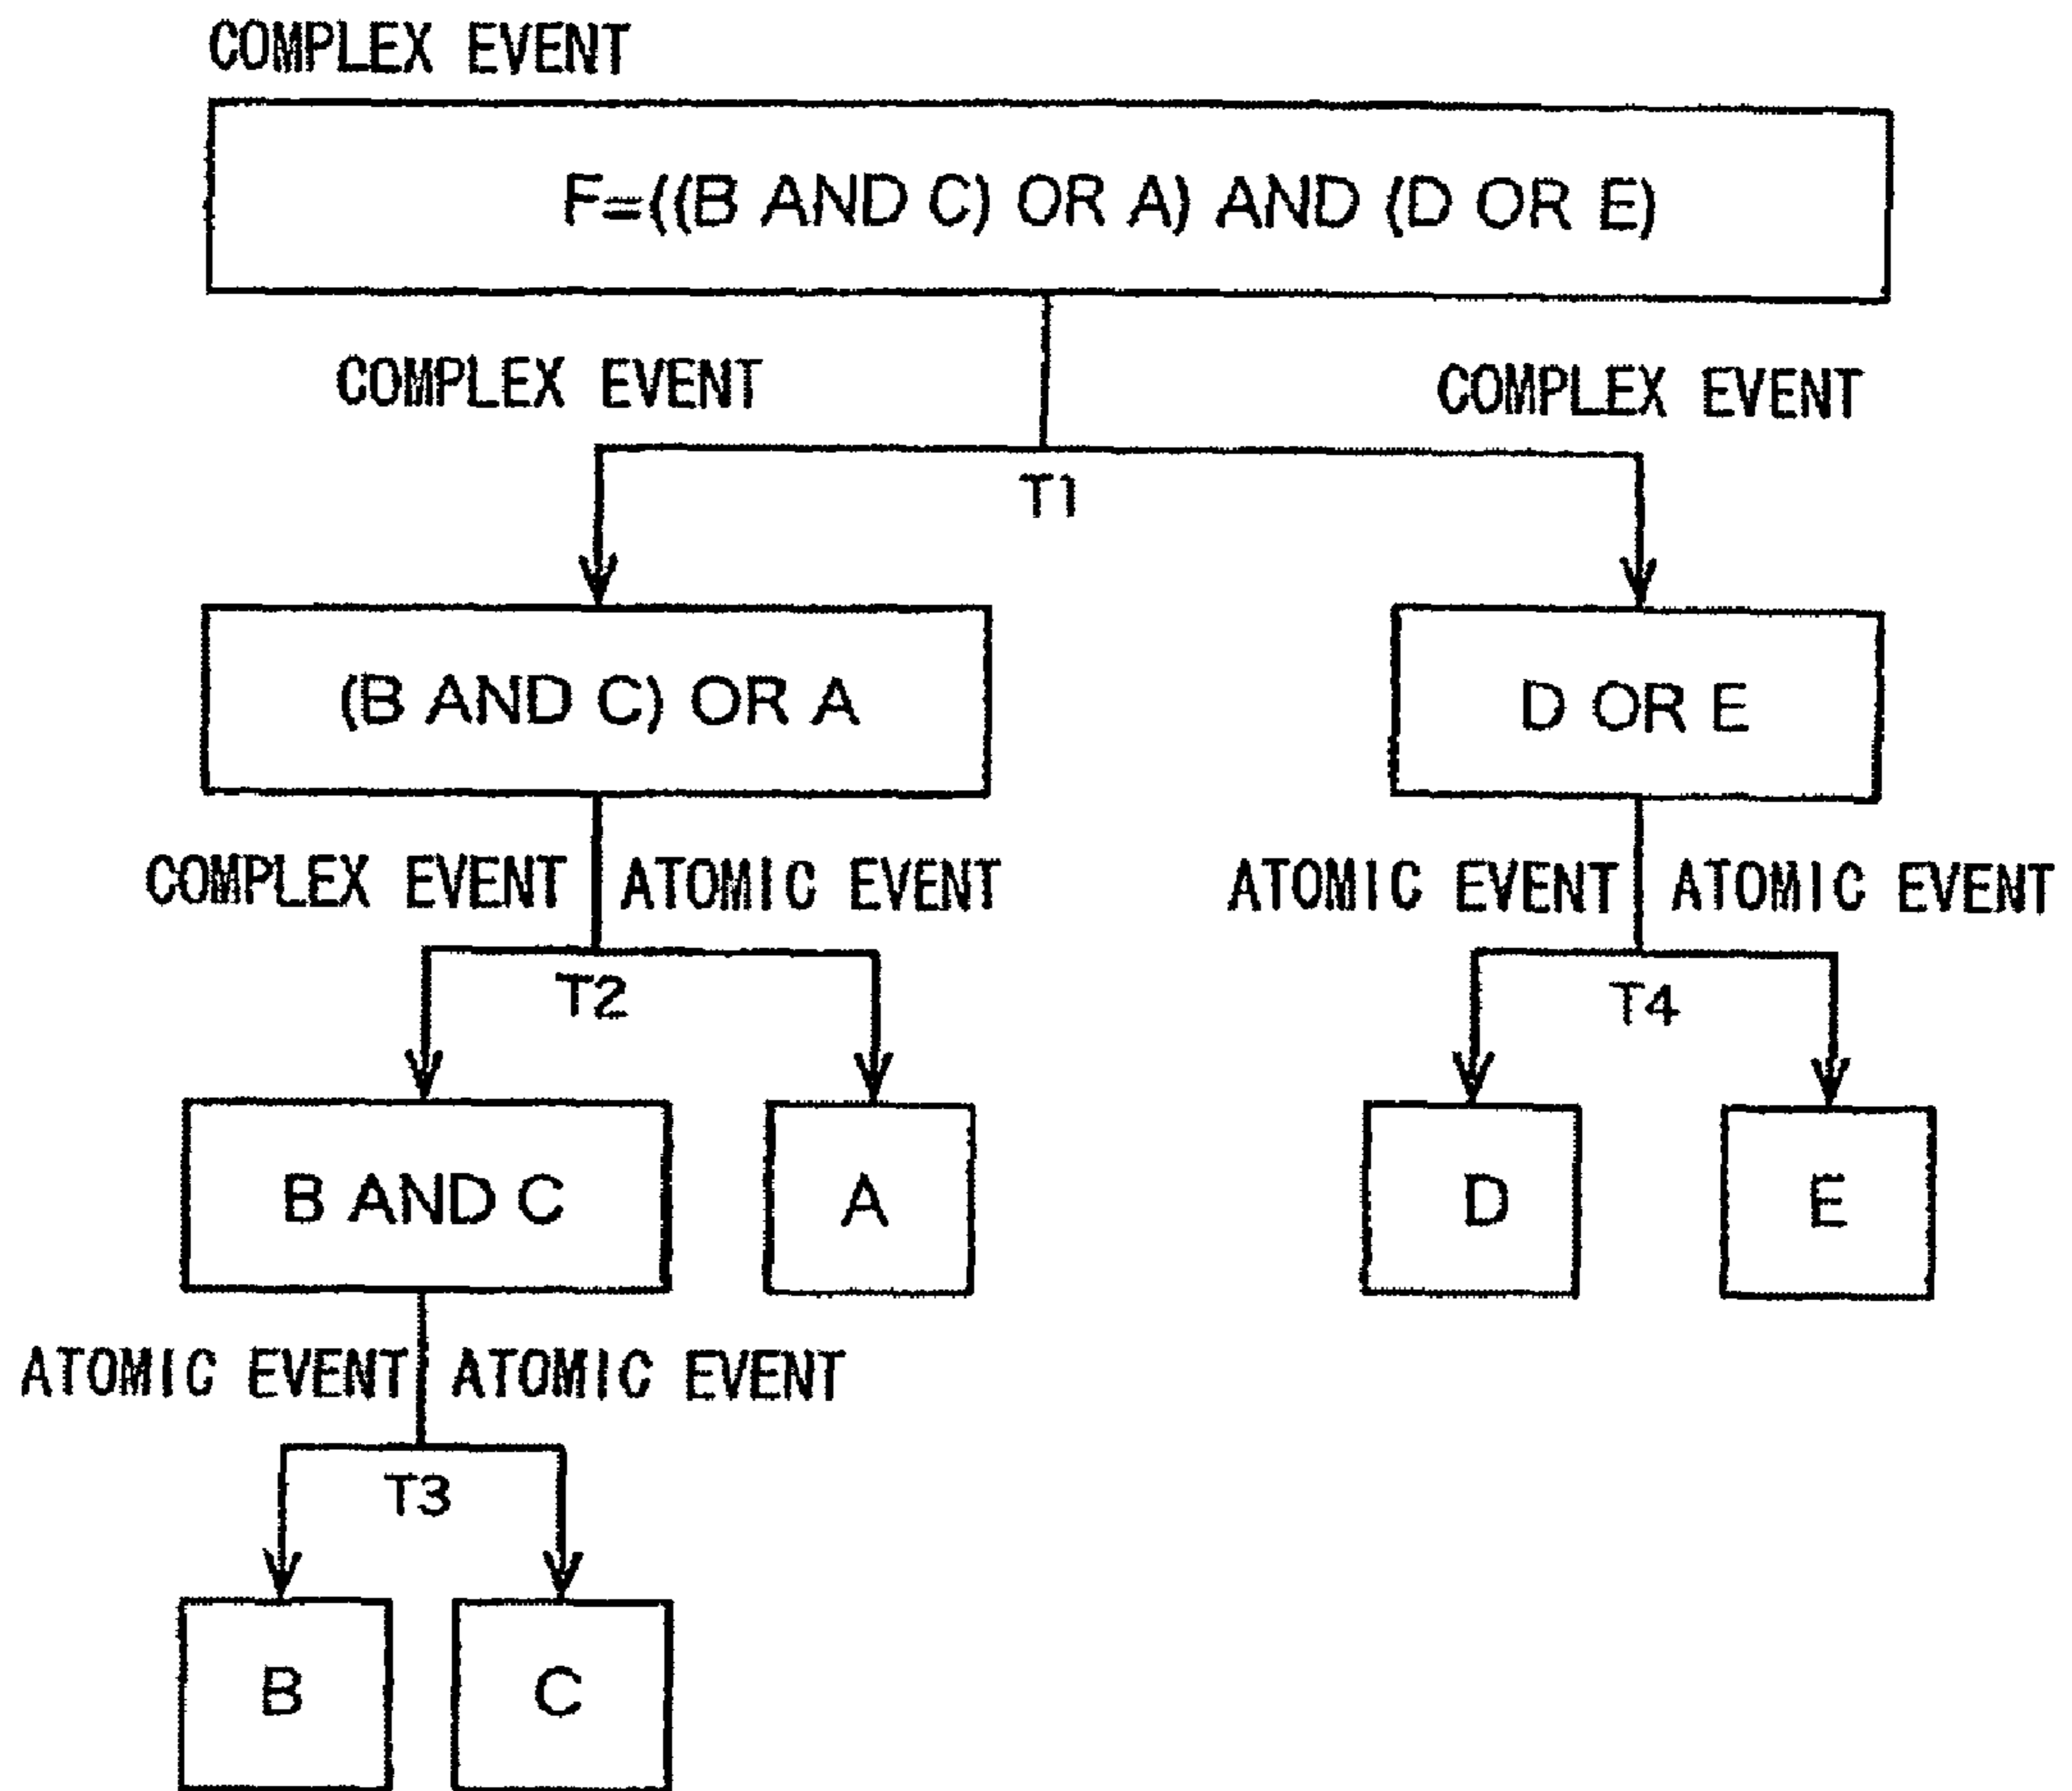 COMPLEX EVENT
F=((B AND C) OR A) AND (D OR E)
COMPLEX EVENT
COMPLEX EVENT
T1
(B AND C) OR A
D OR E
COMPLEX EVENT
ATOMIC EVENT
ATOMIC EVENT
ATOMIC EVENT
T2
T4
B AND C
A
D
E
ATOMIC EVENT
ATOMIC EVENT
T3
B
C